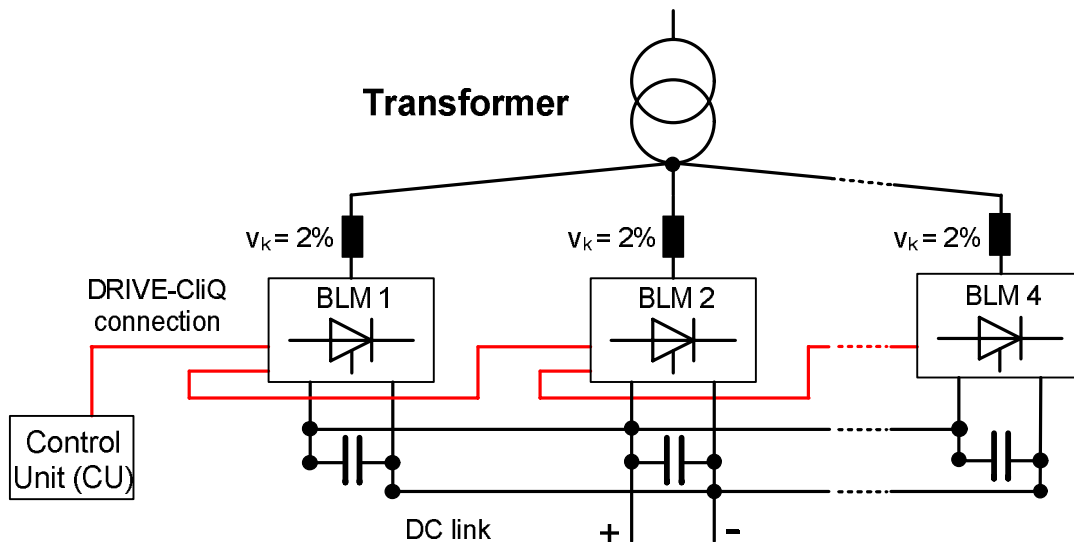 Transformer
vk = 2%
vk = 2%
vk = 2%
DRIVE-CliQ
connection
BLM 1
BLM 2
BLM 4
Control
Unit (CU)
DC link
+
-